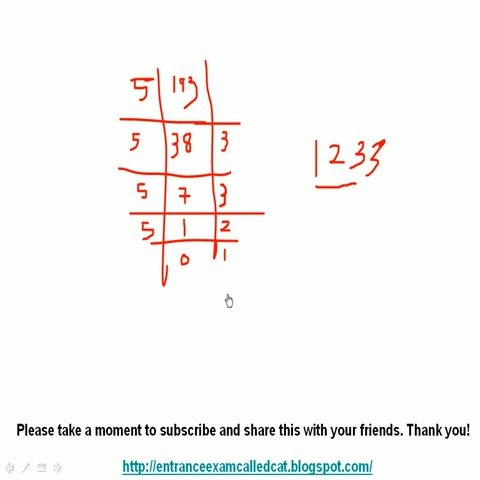 5 193
5 38 3
1233
5 7 3
5 1 2
0 1
Please take a moment to subscribe and share this with your friends. Thank you!
http://entranceexamcalledcat.blogspot.com/